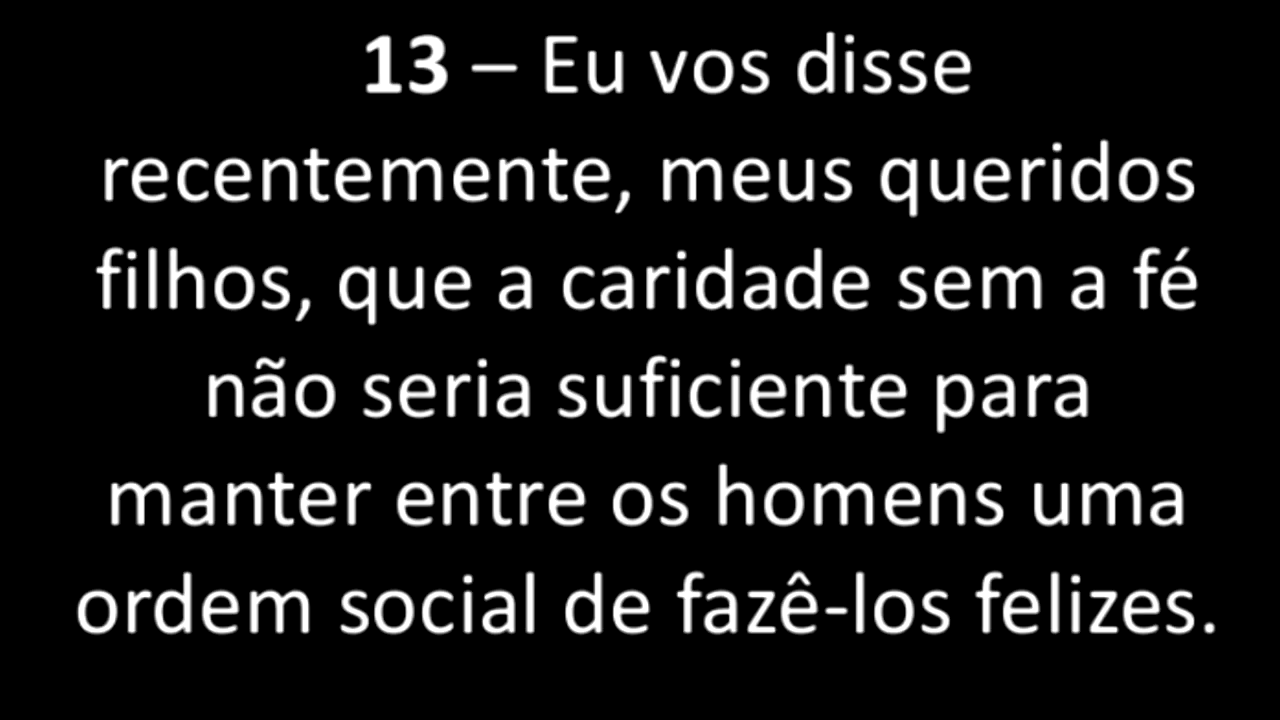 13 – Eu vos disse
recentemente, meus queridos
filhos, que a caridade sem a fé
não seria suficiente para
manter entre os homens uma
ordem social de fazê-los felizes.